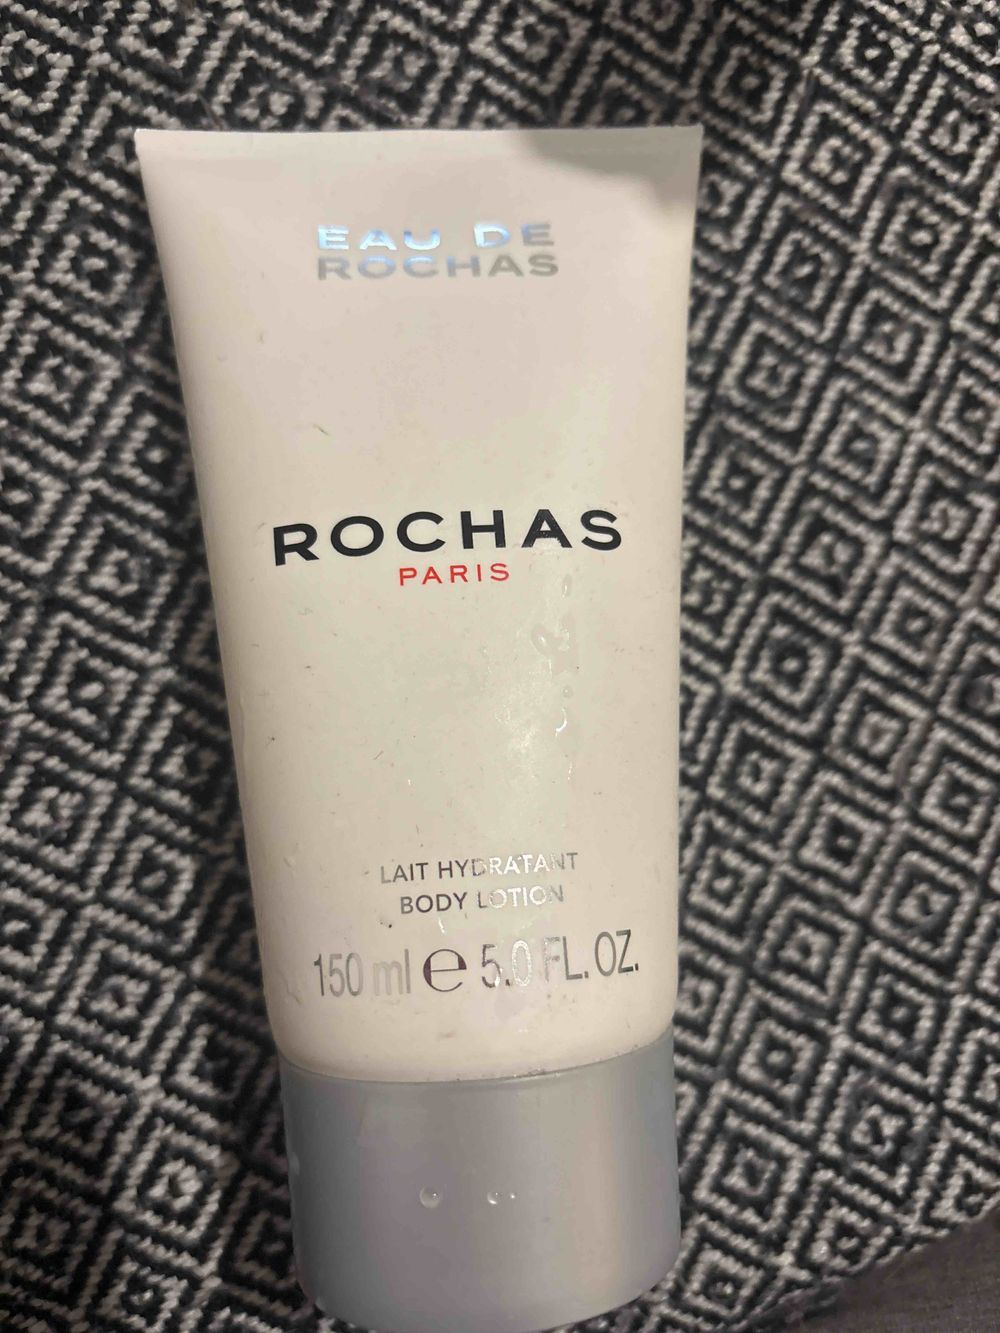 EAU DE
ROCHAS
ROCHAS
PARIS
LAIT HYDRATANT
BODY LOTION
150 ml e 5.0 FL. OZ.